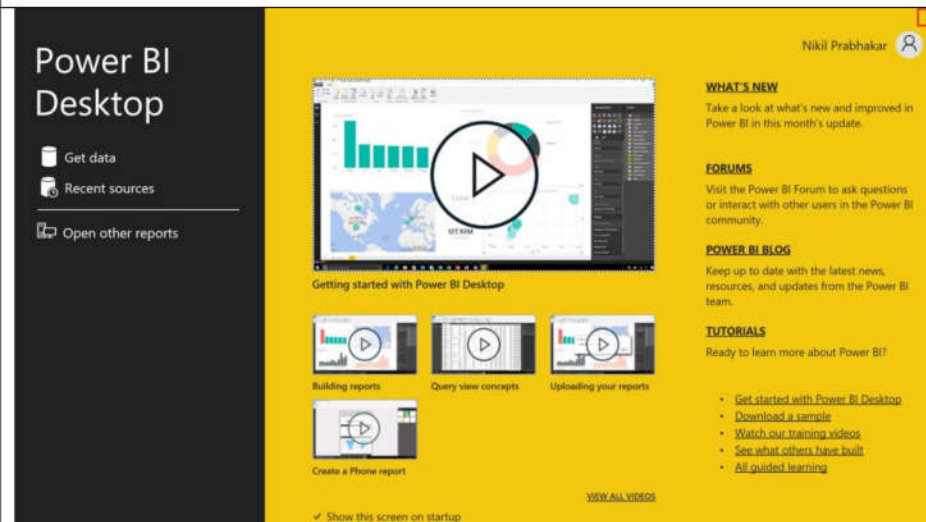 Power BI
Desktop
Get data
Recent sources
Open other reports
Nikil Prabhakar
Getting started with Power BI Desktop
Building reports
Query view concepts
Uploading your reports
Create a Phone report
VIEW ALL VIDEOS
✓ Show this screen on startup
WHAT'S NEW
Take a look at what's new and improved in
Power BI in this month's update.
FORUMS
Visit the Power BI Forum to ask questions
or interact with other users in the Power BI
community.
POWER BI BLOG
Keep up to date with the latest news,
resources, and updates from the Power BI
team.
TUTORIALS
Ready to learn more about Power BI?
• Get started with Power BI Desktop
• Download a sample
• Watch our training videos
• See what others have built
• All guided learning